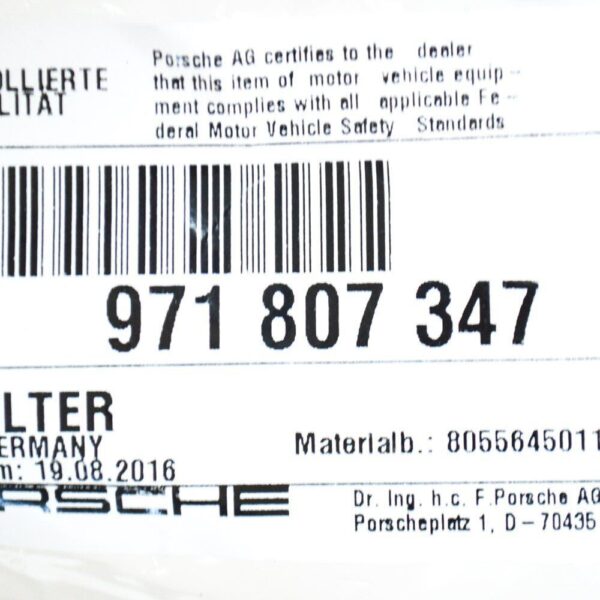 OLLIERTE
LITÄT
Porsche AG certifies to the dealer
that this item of motor vehicle equip-
ment complies with all applicable Fe-
deral Motor Vehicle Safety Standards
971 807 347
LTER
ERMANY
Materialb.: 8055645011
m: 19.08.2016
PORSCHE
Dr. Ing. h.c. F.Porsche AG
Porscheplatz 1, D-70435